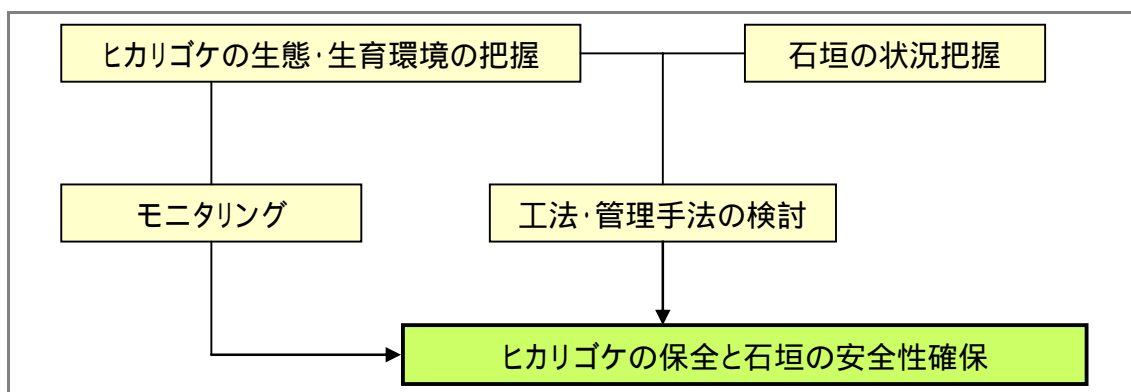 ヒカリゴケの生態･生育環境の把握
石垣の状況把握
モニタリング
工法･管理手法の検討
ヒカリゴケの保全と石垣の安全性確保